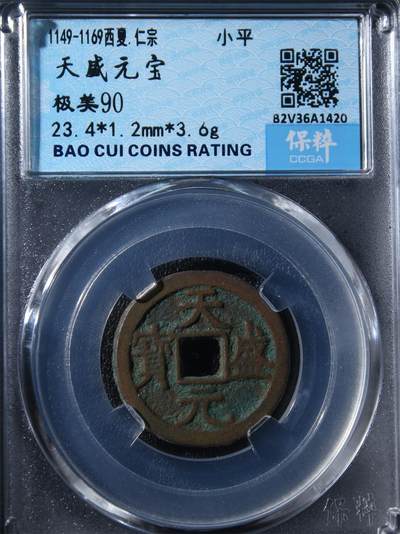 1149-1169西夏.仁宗 小平
天盛元宝
极美90
23.4*1.2mm*3.6g
BAO CUI COINS RATING
82V36A1420
保粹
CCGA
天盛元寳
保粹